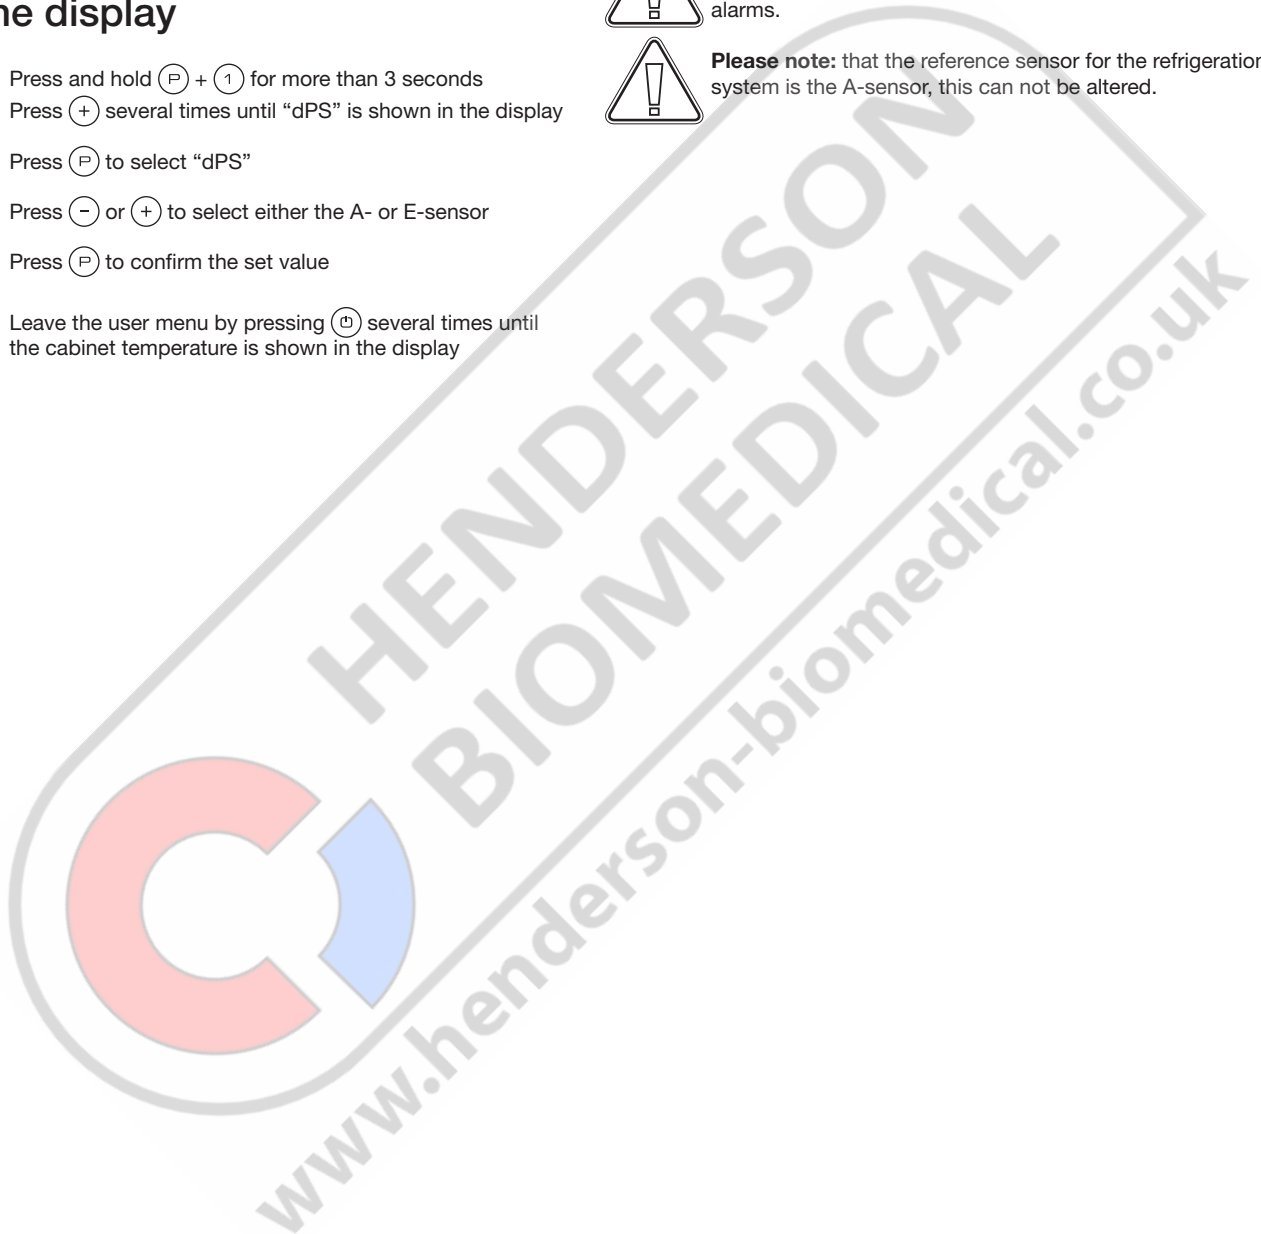 he display
Press and hold P + 1 for more than 3 seconds
Press + several times until “dPS” is shown in the display
Press P to select “dPS”
Press - or + to select either the A- or E-sensor
Press P to confirm the set value
Leave the user menu by pressing several times until
the cabinet temperature is shown in the display
alarms.
Please note: that the reference sensor for the refrigeration
system is the A-sensor, this can not be altered.
HENDERSON
BIOMEDICAL
www.henderson-biomedical.co.uk